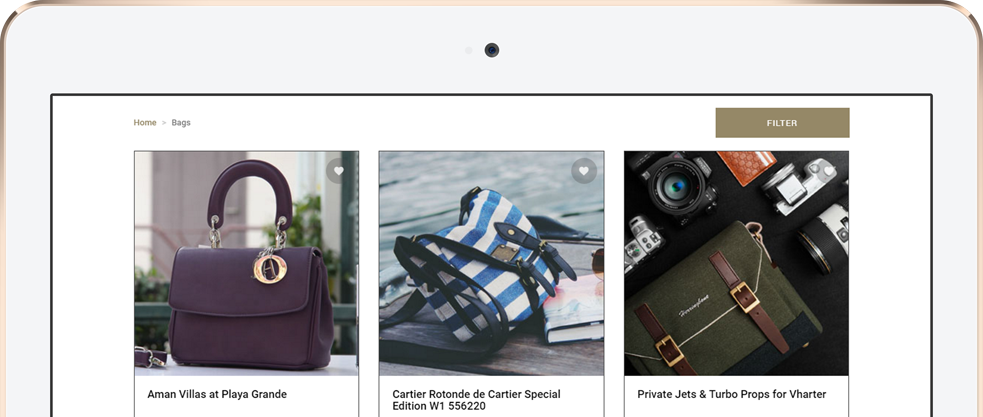 Home > Bags
FILTER
Herringbone
Aman Villas at Playa Grande
Cartier Rotonde de Cartier Special
Edition W1 556220
Private Jets & Turbo Props for Vharter